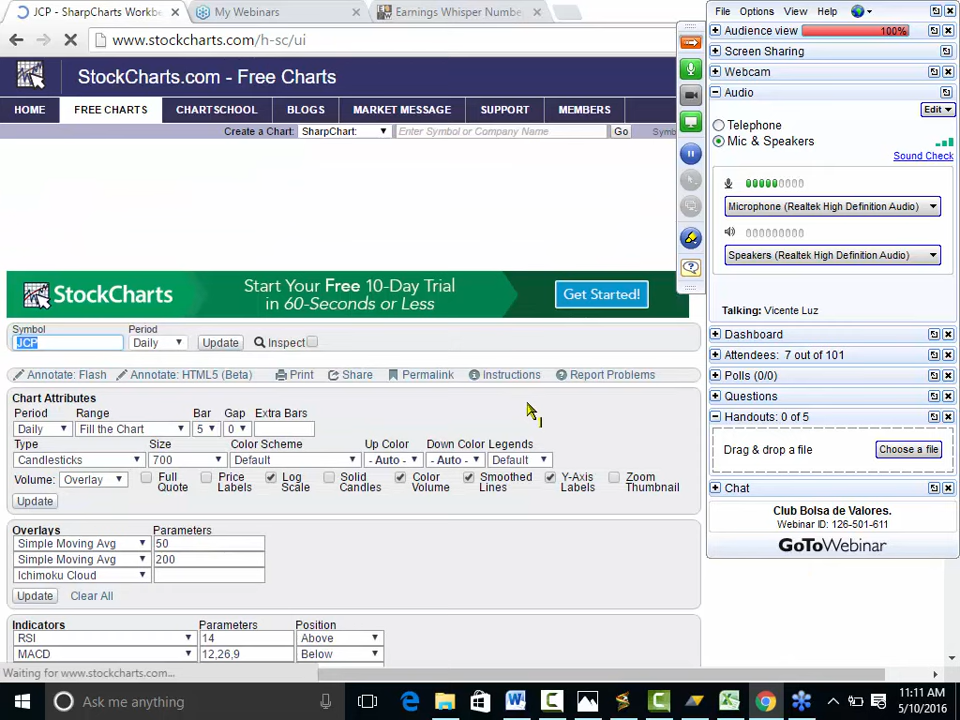 JCP - SharpCharts Workbe
My Webinars
Earnings Whisper Number
www.stockcharts.com/h-sc/ui
StockCharts.com - Free Charts
HOME
FREE CHARTS
CHARTSCHOOL
BLOGS
MARKET MESSAGE
SUPPORT
MEMBERS
Create a Chart:
SharpChart:
Enter Symbol or Company Name
Go
StockCharts
Start Your Free 10-Day Trial
in 60-Seconds or Less
Get Started!
Symbol
Period
JCP
Daily
Update
Inspect
Annotate: Flash
Annotate: HTML5 (Beta)
Print
Share
Permalink
Instructions
Report Problems
Chart Attributes
Period
Range
Bar
Gap
Extra Bars
Daily
Fill the Chart
5
0
Type
Size
Color Scheme
Up Color
Down Color
Legends
Candlesticks
700
Default
- Auto -
- Auto -
Default
Volume:
Overlay
Full Quote
Price Labels
Log Scale
Solid Candles
Color Volume
Smoothed Lines
Y-Axis Labels
Zoom Thumbnail
Update
Overlays
Parameters
Simple Moving Avg
50
Simple Moving Avg
200
Ichimoku Cloud
Update
Clear All
Indicators
Parameters
Position
RSI
14
Above
MACD
12,26,9
Below
Waiting for www.stockcharts.com...
File
Options
View
Help
Audience view
100%
Screen Sharing
Webcam
Audio
Edit
Telephone
Mic & Speakers
Sound Check
Microphone (Realtek High Definition Audio)
Speakers (Realtek High Definition Audio)
Talking: Vicente Luz
Dashboard
Attendees: 7 out of 101
Polls (0/0)
Questions
Handouts: 0 of 5
Drag & drop a file
Choose a file
Chat
Club Bolsa de Valores.
Webinar ID: 126-501-611
GoToWebinar
Ask me anything
11:11 AM
5/10/2016